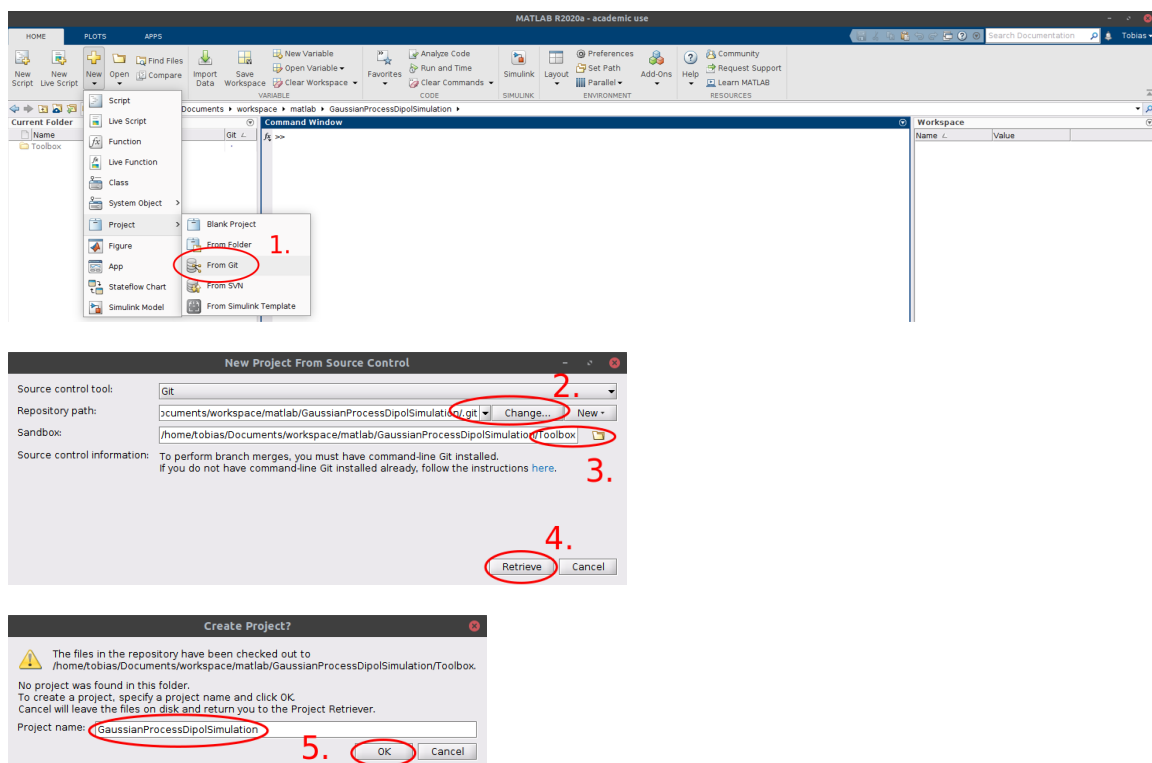 MATLAB R2020a - academic use
HOME PLOTS APPS
Search Documentation Tobias
New Script
New Live Script
New
Open
Find Files
Compare
Import Data
Save Workspace
New Variable
Open Variable
Clear Workspace
Favorites
Analyze Code
Run and Time
Clear Commands
Simulink
Layout
Preferences
Set Path
Parallel
Add-Ons
Help
Community
Request Support
Learn MATLAB
VARIABLE CODE SIMULINK ENVIRONMENT RESOURCES
Documents workspace matlab GaussianProcessDipolSimulation
Current Folder
Name Git
Toolbox
Command Window
fx >>
Workspace
Name Value
Script
Live Script
Function
Live Function
Class
System Object
Project
Figure
App
Stateflow Chart
Simulink Model
Blank Project
From Folder
1.
From Git
From SVN
From Simulink Template
New Project From Source Control
Source control tool: Git
2.
Repository path: ocuments/workspace/matlab/GaussianProcessDipolSimulation/.git Change... New
Sandbox: /home/tobias/Documents/workspace/matlab/GaussianProcessDipolSimulation/Toolbox
3.
Source control information: To perform branch merges, you must have command-line Git installed.
If you do not have command-line Git installed already, follow the instructions here.
4.
Retrieve Cancel
Create Project?
The files in the repository have been checked out to
/home/tobias/Documents/workspace/matlab/GaussianProcessDipolSimulation/Toolbox.
No project was found in this folder.
To create a project, specify a project name and click OK.
Cancel will leave the files on disk and return you to the Project Retriever.
Project name: GaussianProcessDipolSimulation
5.
OK Cancel